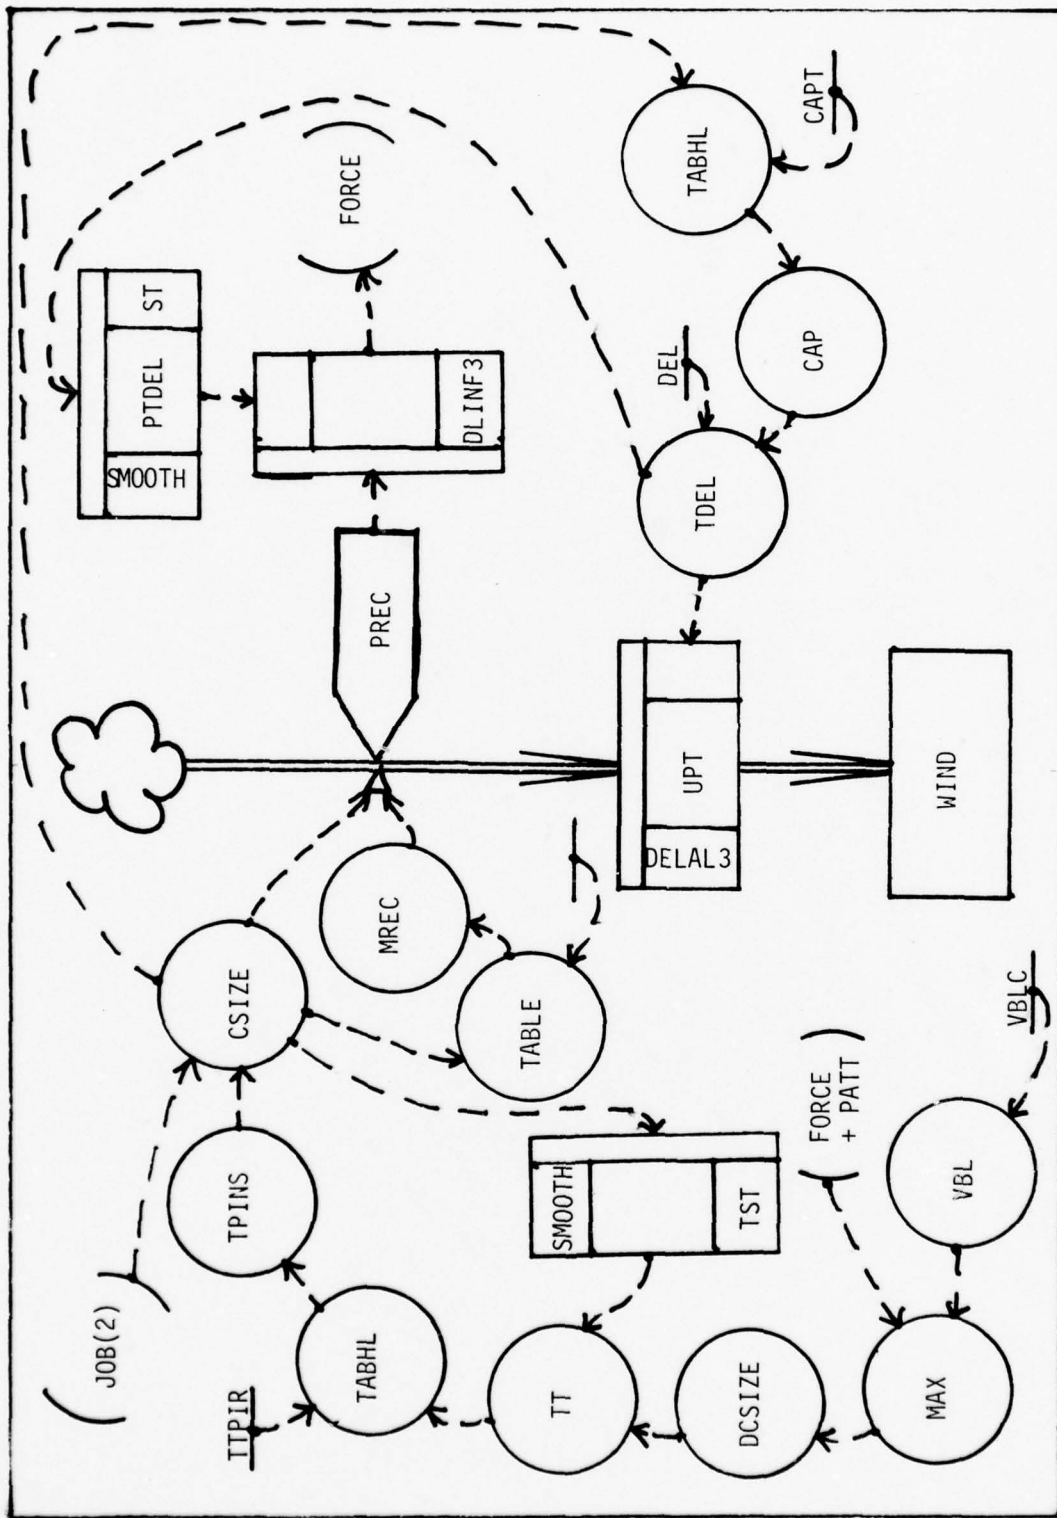 JOB(2)
TTPIR
TABHL
TPINS
CSIZE
TT
DCSIZE
MAX
SMOOTH
TST
FORCE
+ PATT
VBL
VBLC
MREC
TABLE
PREC
DELAL3
UPT
WIND
SMOOTH
PTDEL
ST
DLINF3
FORCE
TDEL
DEL
CAP
TABHL
CAPT